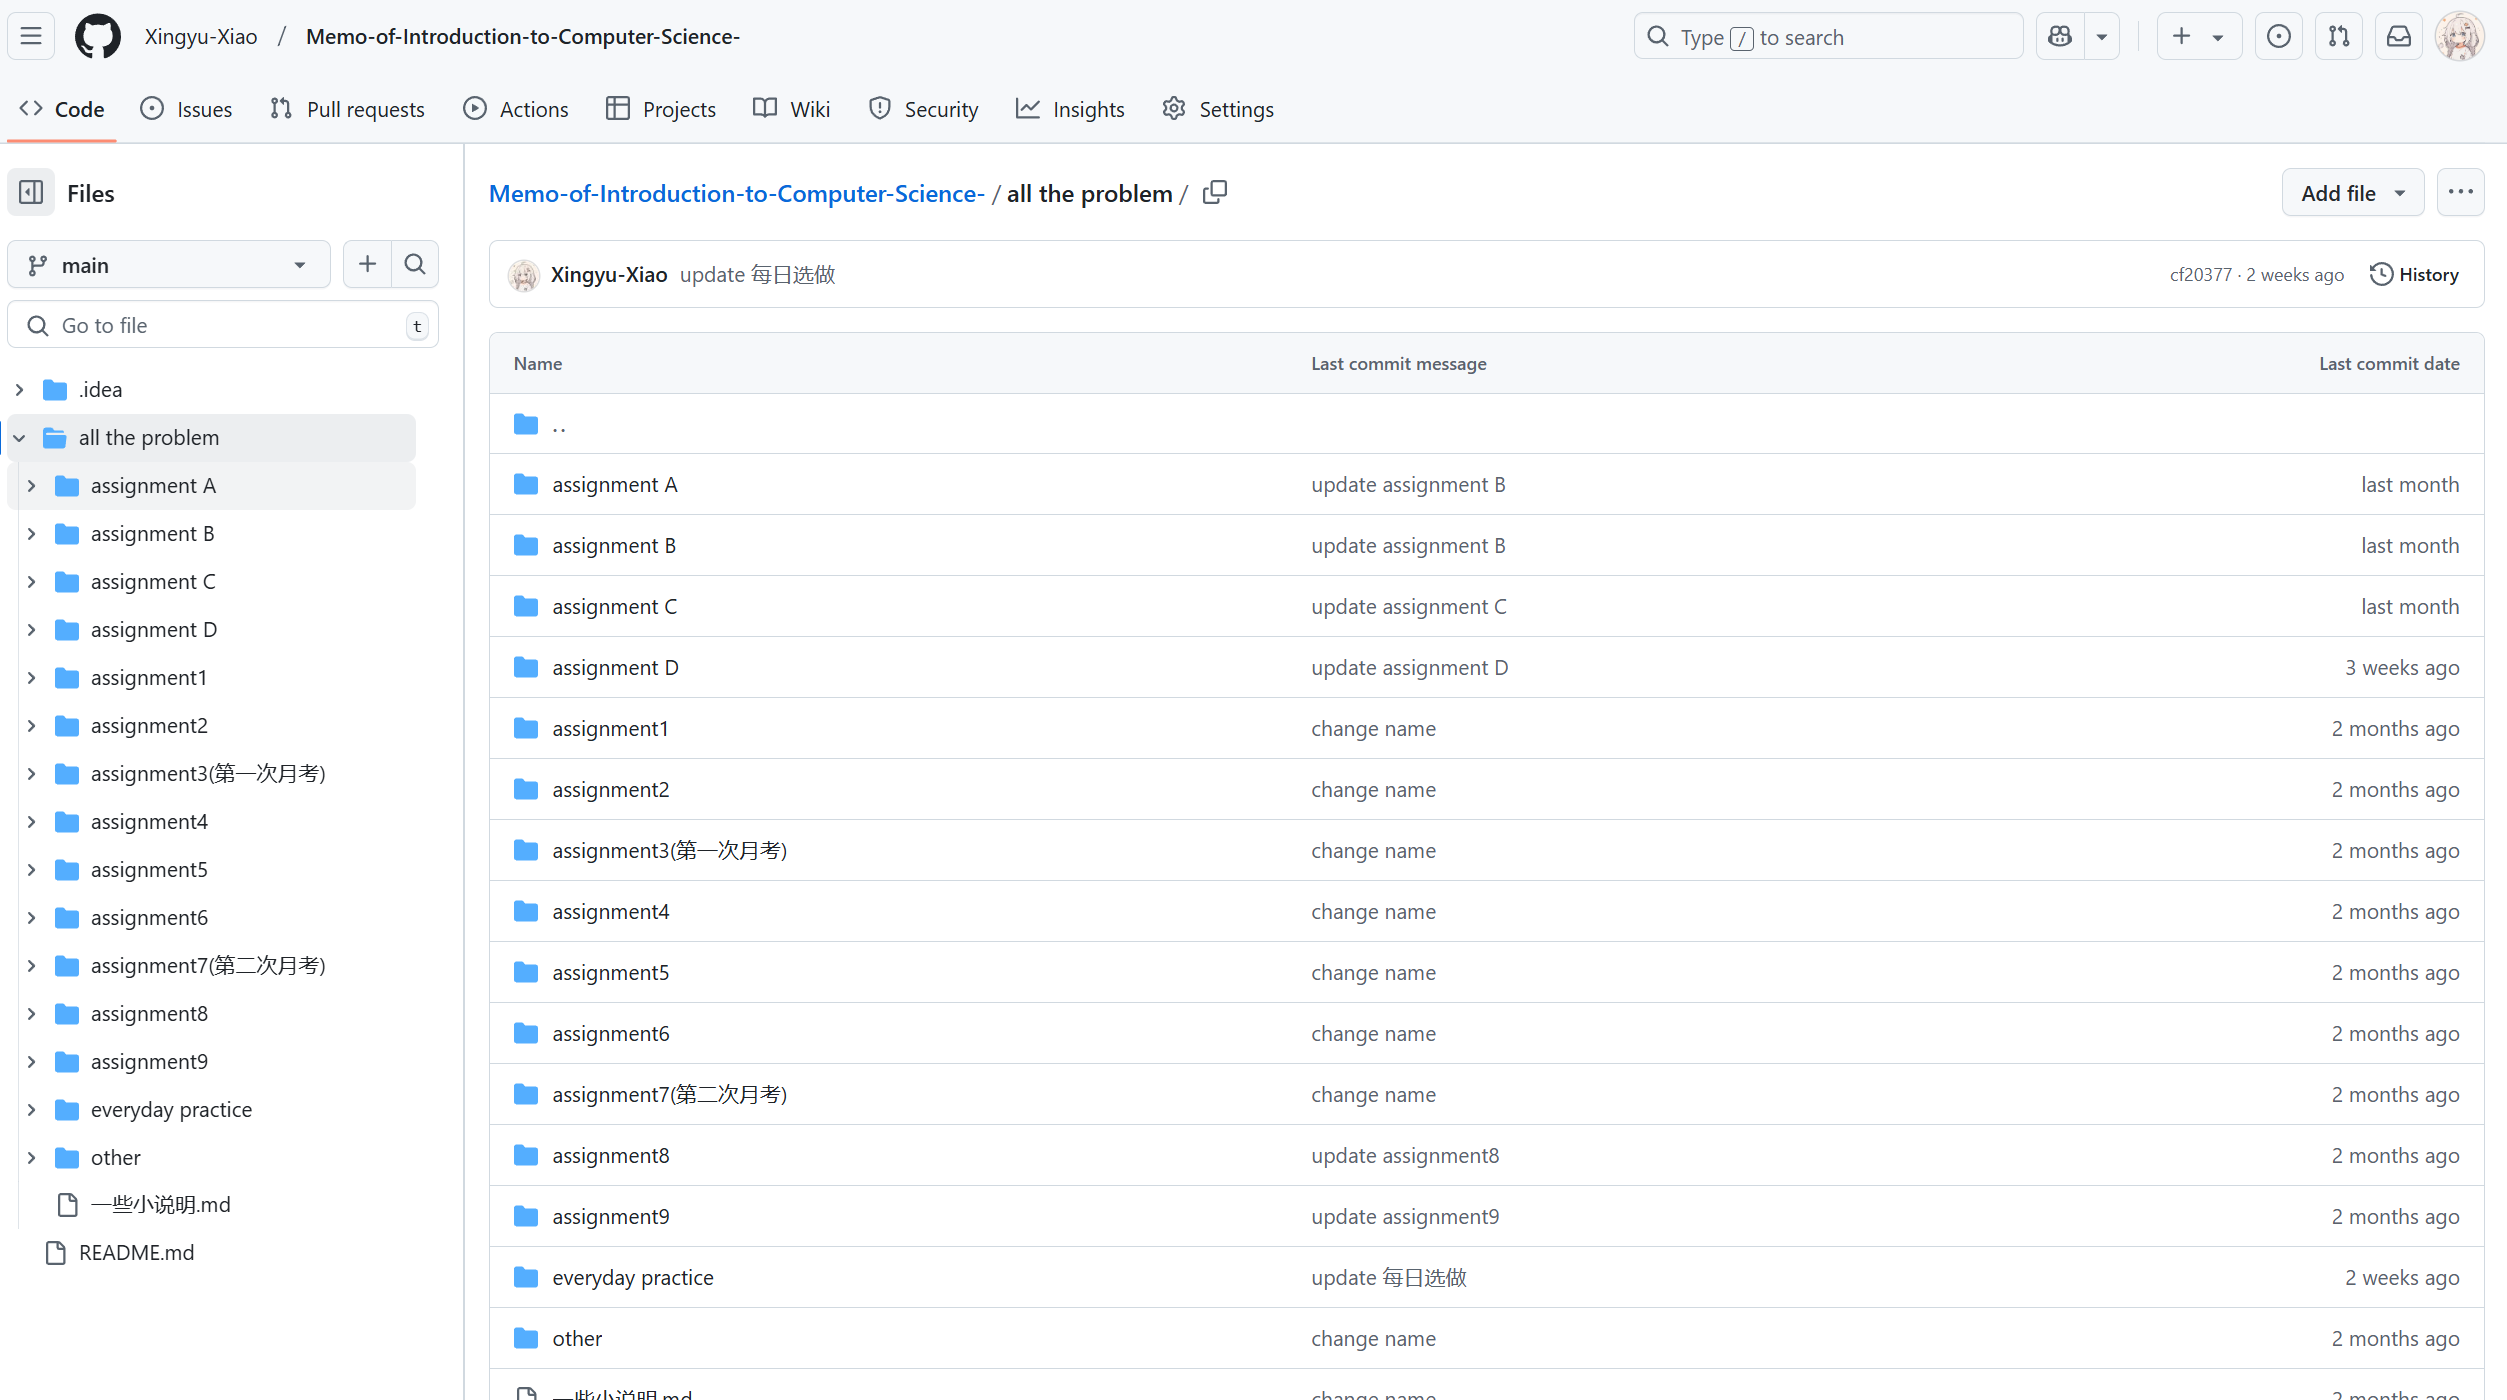 Xingyu-Xiao / Memo-of-Introduction-to-Computer-Science-
Type / to search
Code Issues Pull requests Actions Projects Wiki Security Insights Settings
Files
main
Go to file t
.idea
all the problem
assignment A
assignment B
assignment C
assignment D
assignment1
assignment2
assignment3(第一次月考)
assignment4
assignment5
assignment6
assignment7(第二次月考)
assignment8
assignment9
everyday practice
other
一些小说明.md
README.md
Memo-of-Introduction-to-Computer-Science- / all the problem /
Add file
Xingyu-Xiao update 每日选做 cf20377 · 2 weeks ago History
Name Last commit message Last commit date
..
assignment A update assignment B last month
assignment B update assignment B last month
assignment C update assignment C last month
assignment D update assignment D 3 weeks ago
assignment1 change name 2 months ago
assignment2 change name 2 months ago
assignment3(第一次月考) change name 2 months ago
assignment4 change name 2 months ago
assignment5 change name 2 months ago
assignment6 change name 2 months ago
assignment7(第二次月考) change name 2 months ago
assignment8 update assignment8 2 months ago
assignment9 update assignment9 2 months ago
everyday practice update 每日选做 2 weeks ago
other change name 2 months ago
一些小说明.md change name 2 months ago